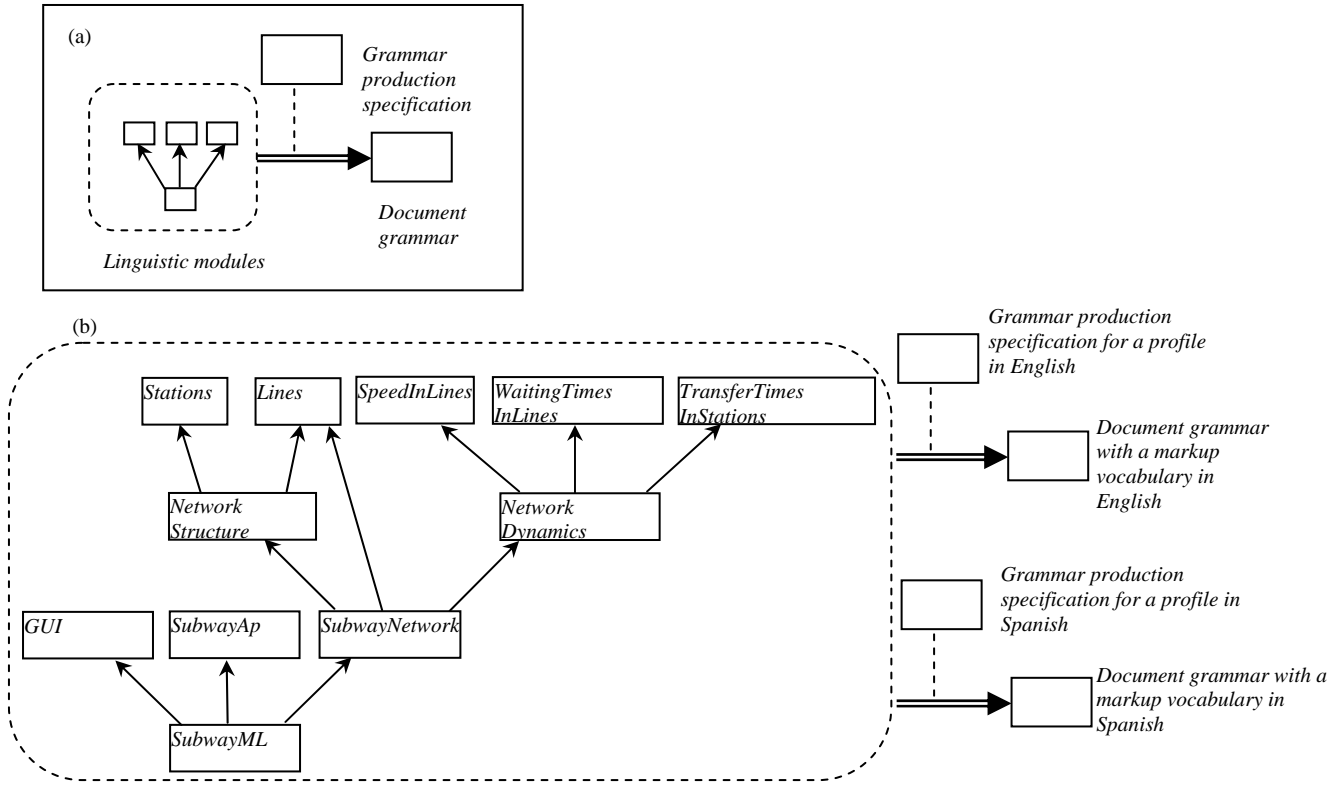 (a)
Grammar
production
specification
Document
grammar
Linguistic modules
(b)
Stations
Lines
SpeedInLines
WaitingTimes
InLines
TransferTimes
InStations
Network
Structure
Network
Dynamics
GUI
SubwayAp
SubwayNetwork
SubwayML
Grammar production
specification for a profile
in English
Document grammar
with a markup
vocabulary in
English
Grammar production
specification for a profile in
Spanish
Document grammar with a
markup vocabulary in
Spanish